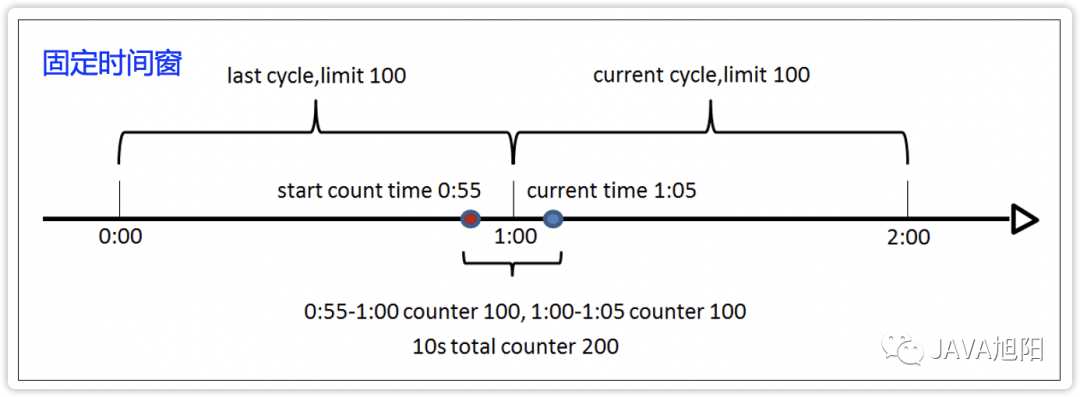 固定时间窗
last cycle,limit 100
current cycle,limit 100
start count time 0:55
current time 1:05
0:00
1:00
2:00
0:55-1:00 counter 100, 1:00-1:05 counter 100
10s total counter 200
JAVA旭阳